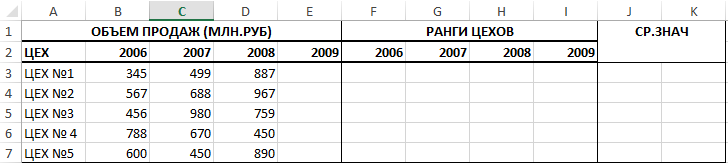 A B C D E F G H I J K
1 ОБЪЕМ ПРОДАЖ (МЛН.РУБ) РАНГИ ЦЕХОВ СР.ЗНАЧ
2 ЦЕХ 2006 2007 2008 2009 2006 2007 2008 2009
3 ЦЕХ №1 345 499 887
4 ЦЕХ №2 567 688 967
5 ЦЕХ №3 456 980 759
6 ЦЕХ № 4 788 670 450
7 ЦЕХ №5 600 450 890